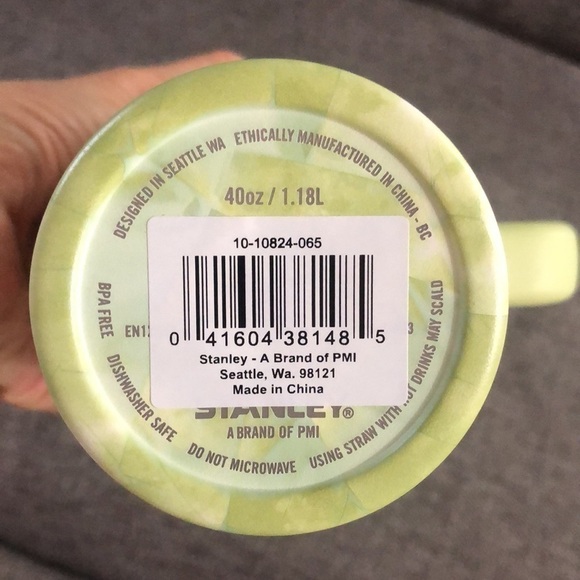 DESIGNED IN SEATTLE WA ETHICALLY MANUFACTURED IN CHINA - BC
40oz / 1.18L
10-10824-065
0 41604 38148 5
Stanley - A Brand of PMI
Seattle, Wa. 98121
Made in China
STANLEY®
A BRAND OF PMI
BPA FREE DISHWASHER SAFE DO NOT MICROWAVE USING STRAW WITH HOT DRINKS MAY SCALD